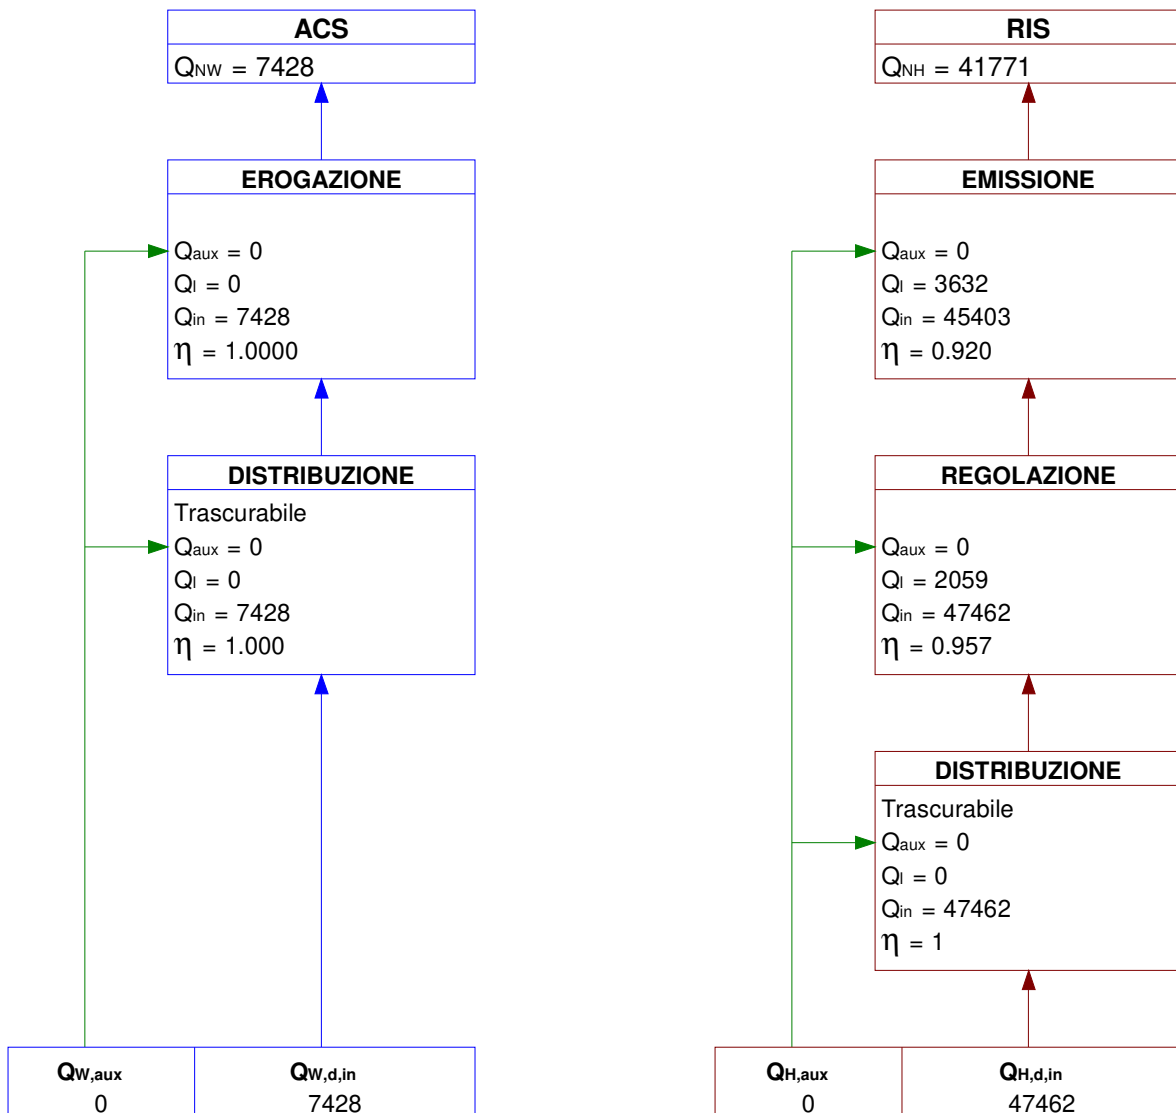 ACS
QNW = 7428
EROGAZIONE
Qaux = 0
Ql = 0
Qin = 7428
η = 1.0000
DISTRIBUZIONE
Trascurabile
Qaux = 0
Ql = 0
Qin = 7428
η = 1.000
QW,aux
0
QW,d,in
7428
RIS
QNH = 41771
EMISSIONE
Qaux = 0
Ql = 3632
Qin = 45403
η = 0.920
REGOLAZIONE
Qaux = 0
Ql = 2059
Qin = 47462
η = 0.957
DISTRIBUZIONE
Trascurabile
Qaux = 0
Ql = 0
Qin = 47462
η = 1
QH,aux
0
QH,d,in
47462